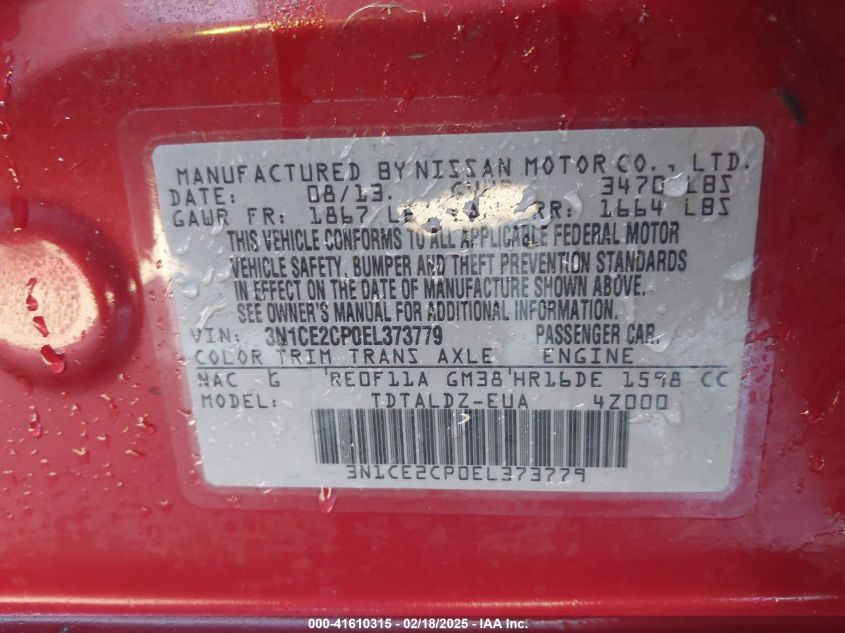 MANUFACTURED BY NISSAN MOTOR CO., LTD.
DATE: 08/13. 3470 LBS
GAWR FR: 1867 RR: 1664 LBS
THIS VEHICLE CONFORMS TO ALL APPLICABLE FEDERAL MOTOR
VEHICLE SAFETY, BUMPER AND THEFT PREVENTION STANDARDS
IN EFFECT ON THE DATE OF MANUFACTURE SHOWN ABOVE.
SEE OWNER'S MANUAL FOR ADDITIONAL INFORMATION
VIN: 3N1CE2CP0EL373779 PASSENGER CAR.
COLOR TRIM TRANS AXLE ENGINE
NAC G 'RE0F11A GM38'HR16DE 1598 CC
MODEL: TDTALDZ-EUA 4Z000
3N1CE2CP0EL373779
000-41610315 - 02/18/2025 - IAA Inc.